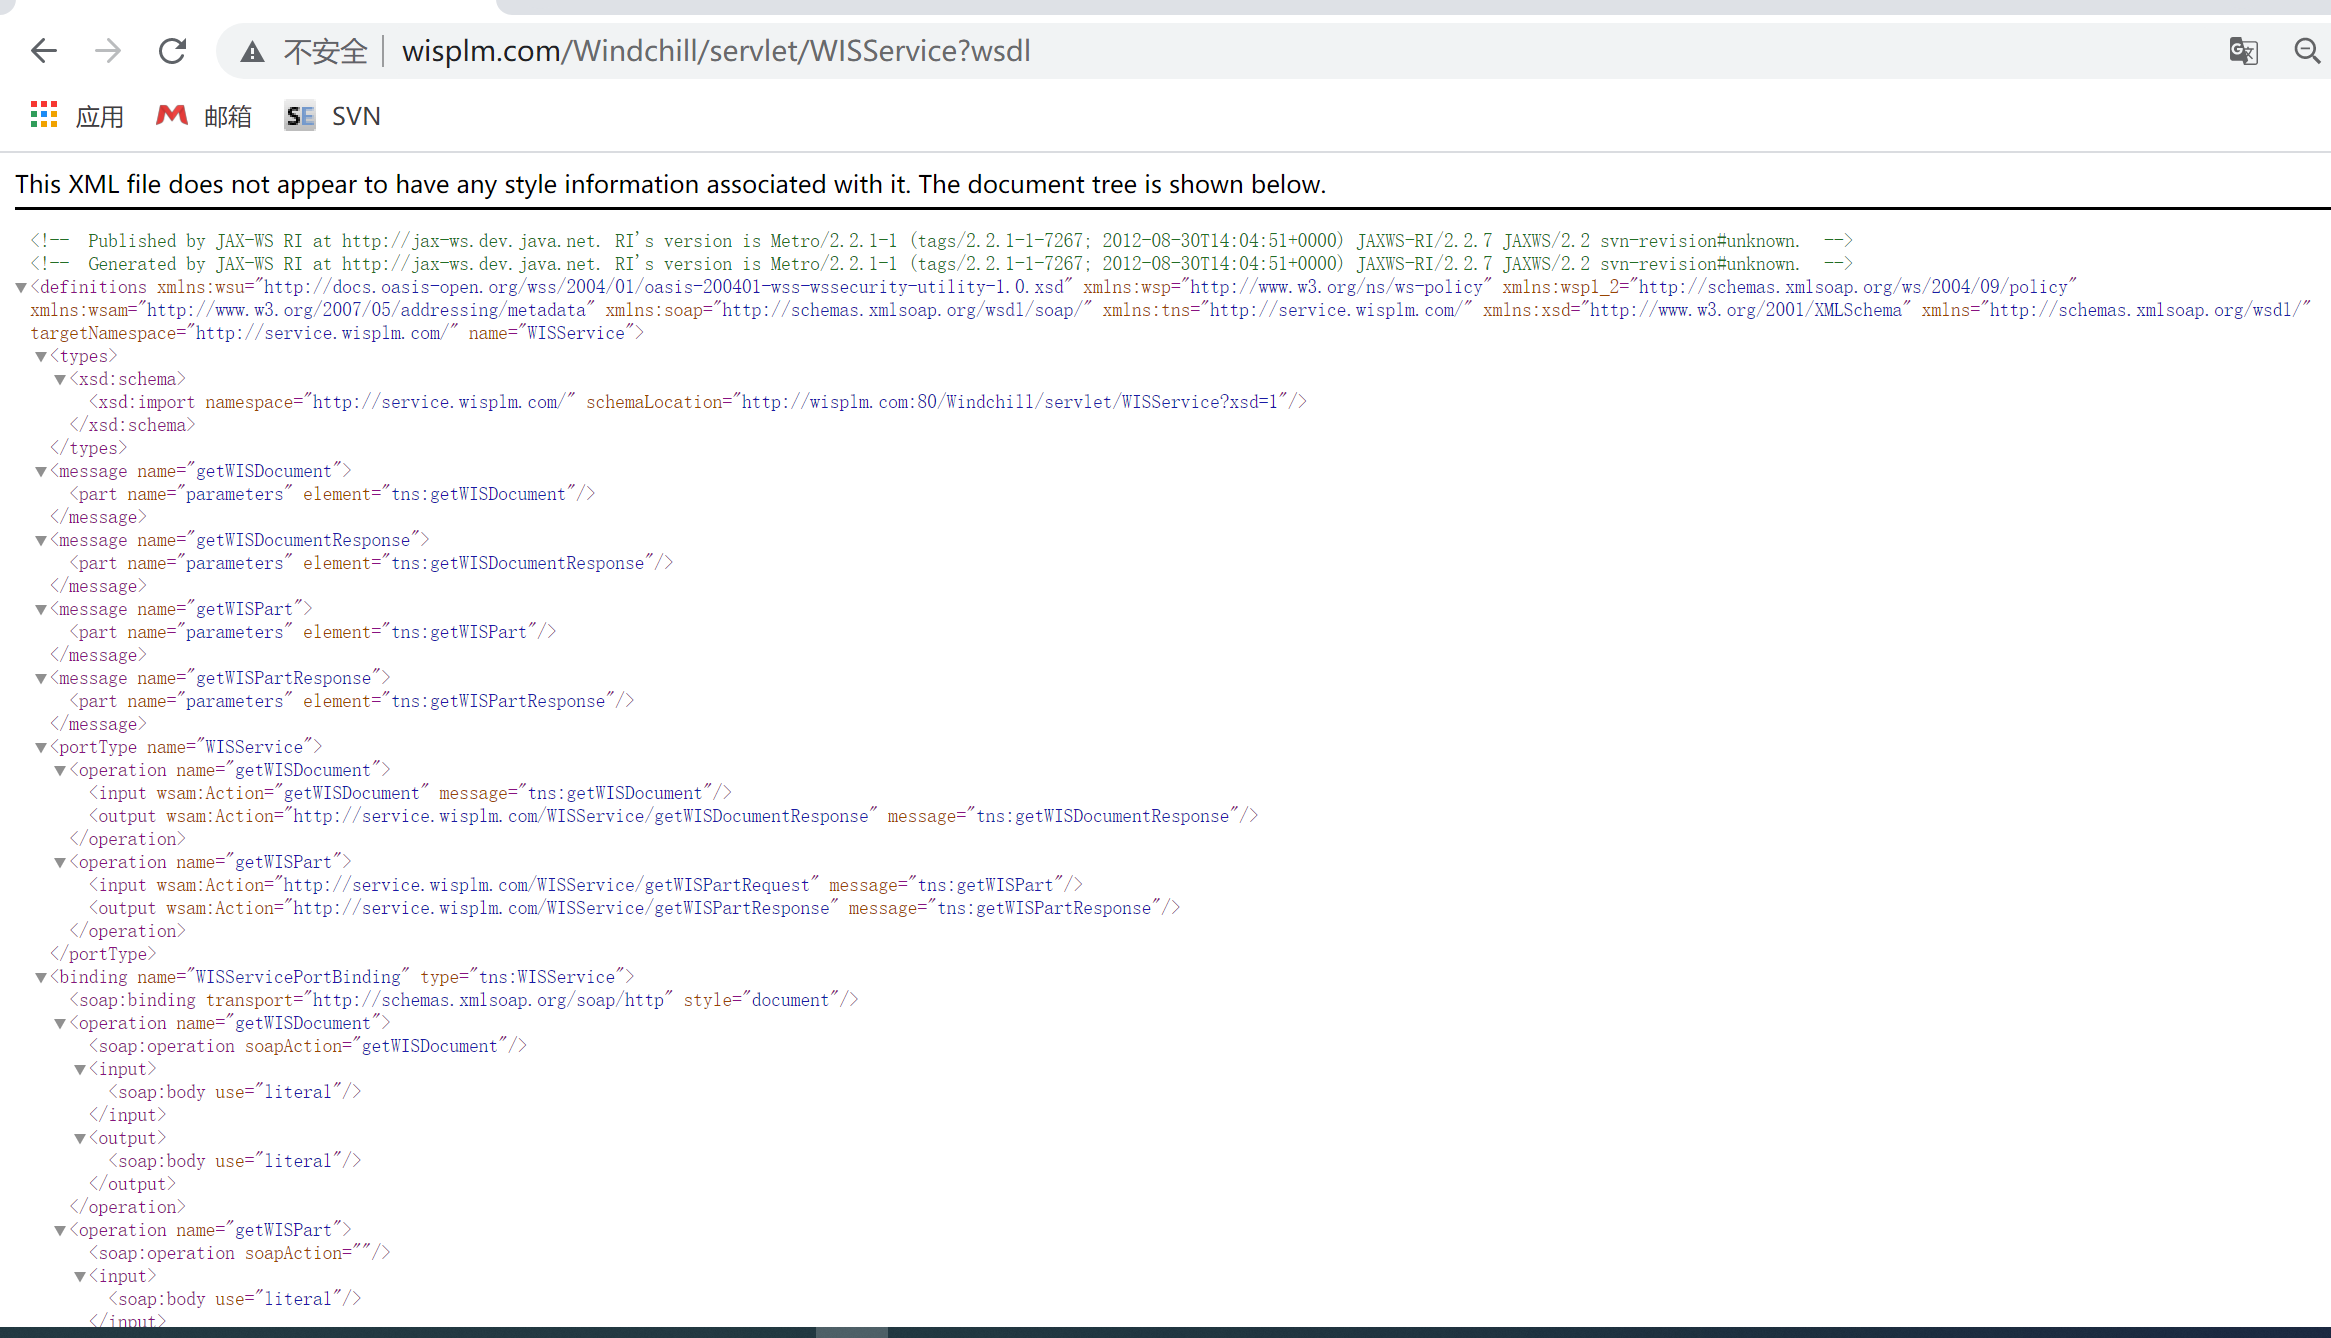 不安全 wisplm.com/Windchill/servlet/WISService?wsdl
应用 邮箱 SE SVN
This XML file does not appear to have any style information associated with it. The document tree is shown below.
<!-- Published by JAX-WS RI at http://jax-ws.dev.java.net. RI's version is Metro/2.2.1-1 (tags/2.2.1-1-7267; 2012-08-30T14:04:51+0000) JAXWS-RI/2.2.7 JAXWS/2.2 svn-revision#unknown. -->
<!-- Generated by JAX-WS RI at http://jax-ws.dev.java.net. RI's version is Metro/2.2.1-1 (tags/2.2.1-1-7267; 2012-08-30T14:04:51+0000) JAXWS-RI/2.2.7 JAXWS/2.2 svn-revision#unknown. -->
▼<definitions xmlns:wsu="http://docs.oasis-open.org/wss/2004/01/oasis-200401-wss-wssecurity-utility-1.0.xsd" xmlns:wsp="http://www.w3.org/ns/ws-policy" xmlns:wsp1_2="http://schemas.xmlsoap.org/ws/2004/09/policy"
xmlns:wsam="http://www.w3.org/2007/05/addressing/metadata" xmlns:soap="http://schemas.xmlsoap.org/wsdl/soap/" xmlns:tns="http://service.wisplm.com/" xmlns:xsd="http://www.w3.org/2001/XMLSchema" xmlns="http://schemas.xmlsoap.org/wsdl/"
targetNamespace="http://service.wisplm.com/" name="WISService">
▼<types>
▼<xsd:schema>
<xsd:import namespace="http://service.wisplm.com/" schemaLocation="http://wisplm.com:80/Windchill/servlet/WISService?xsd=1"/>
</xsd:schema>
</types>
▼<message name="getWISDocument">
<part name="parameters" element="tns:getWISDocument"/>
</message>
▼<message name="getWISDocumentResponse">
<part name="parameters" element="tns:getWISDocumentResponse"/>
</message>
▼<message name="getWISPart">
<part name="parameters" element="tns:getWISPart"/>
</message>
▼<message name="getWISPartResponse">
<part name="parameters" element="tns:getWISPartResponse"/>
</message>
▼<portType name="WISService">
▼<operation name="getWISDocument">
<input wsam:Action="getWISDocument" message="tns:getWISDocument"/>
<output wsam:Action="http://service.wisplm.com/WISService/getWISDocumentResponse" message="tns:getWISDocumentResponse"/>
</operation>
▼<operation name="getWISPart">
<input wsam:Action="http://service.wisplm.com/WISService/getWISPartRequest" message="tns:getWISPart"/>
<output wsam:Action="http://service.wisplm.com/WISService/getWISPartResponse" message="tns:getWISPartResponse"/>
</operation>
</portType>
▼<binding name="WISServicePortBinding" type="tns:WISService">
<soap:binding transport="http://schemas.xmlsoap.org/soap/http" style="document"/>
▼<operation name="getWISDocument">
<soap:operation soapAction="getWISDocument"/>
▼<input>
<soap:body use="literal"/>
</input>
▼<output>
<soap:body use="literal"/>
</output>
</operation>
▼<operation name="getWISPart">
<soap:operation soapAction=""/>
▼<input>
<soap:body use="literal"/>
</input>